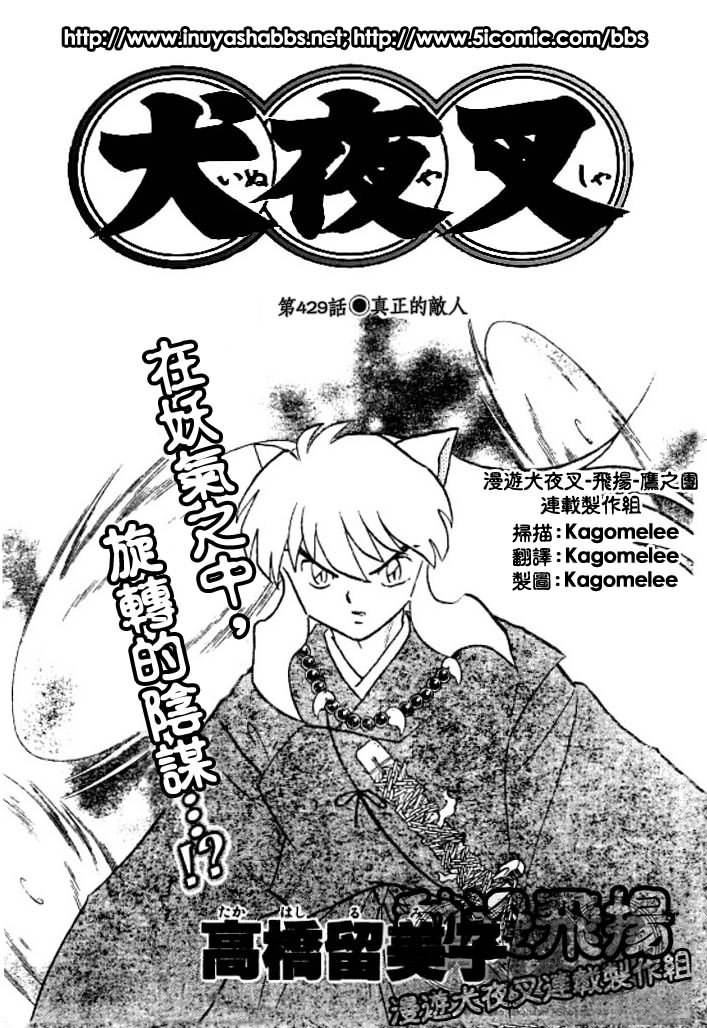 http://www.inuyashabbs.net; http://www.5icomic.com/bbs
犬夜叉
いぬ や しゃ
第429話◉真正的敵人
在妖氣之中，
旋轉的陰謀…!?
漫遊犬夜叉-飛揚-鷹之團
連載製作組
掃描：Kagomelee
翻譯：Kagomelee
製圖：Kagomelee
たか はし る み
高橋留美子
飛揚
漫遊犬夜叉連載製作組